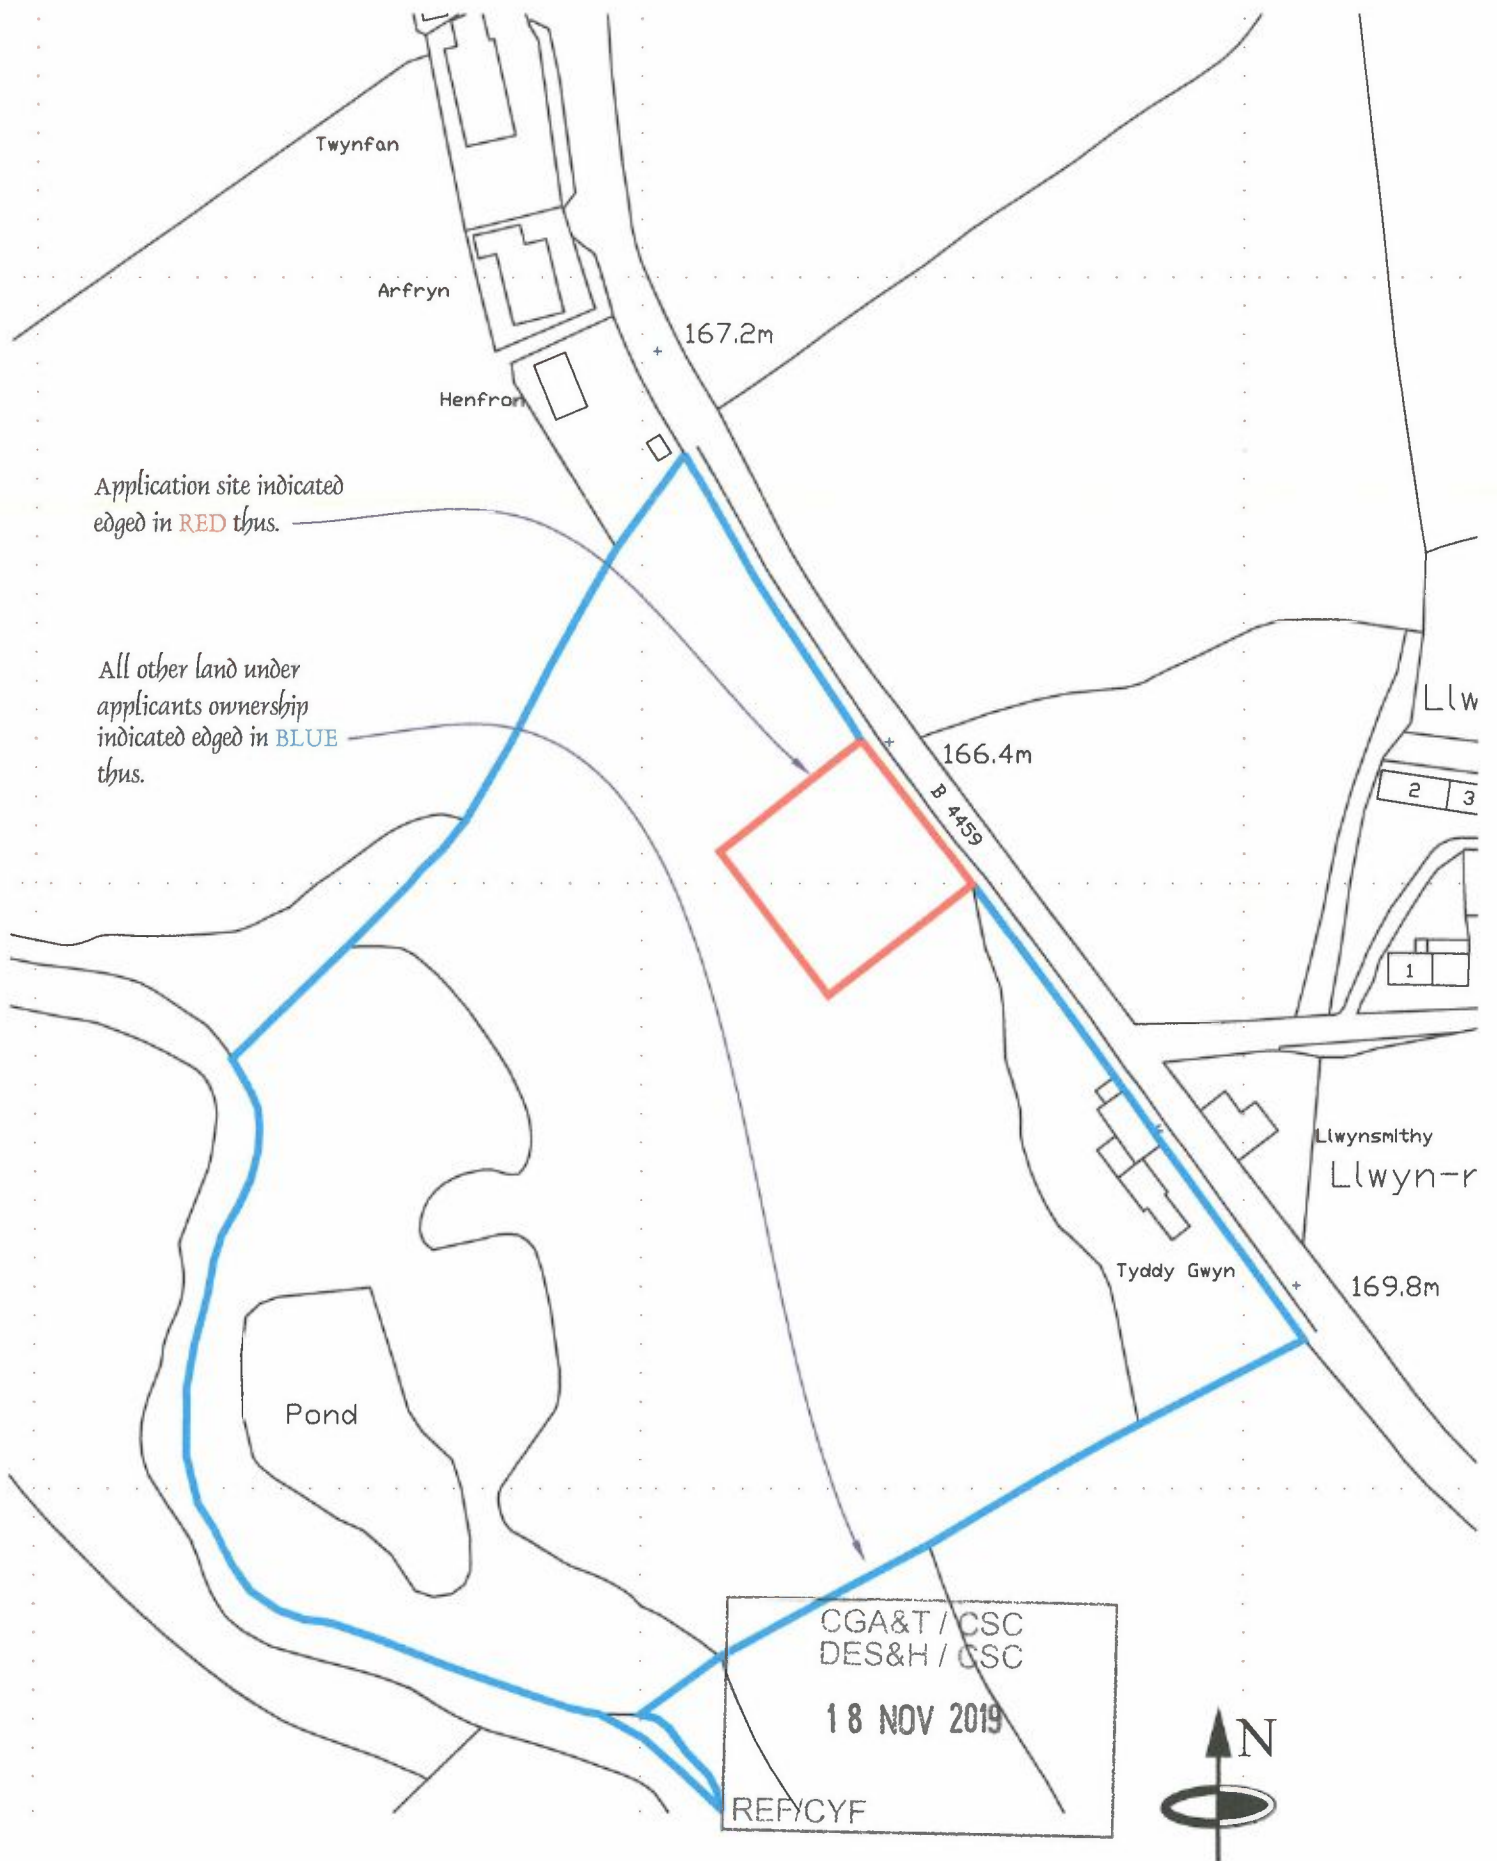 Twynfan
Arfryn
167.2m
Henfron
Application site indicated
edged in RED thus.
All other land under
applicants ownership
indicated edged in BLUE
thus.
Llw
166.4m
2
3
B 4459
1
Llwynsmithy
Llwyn-r
Tyddy Gwyn
169.8m
Pond
CGA&T / CSC
DES&H / CSC
18 NOV 2019
REF/CYF
N